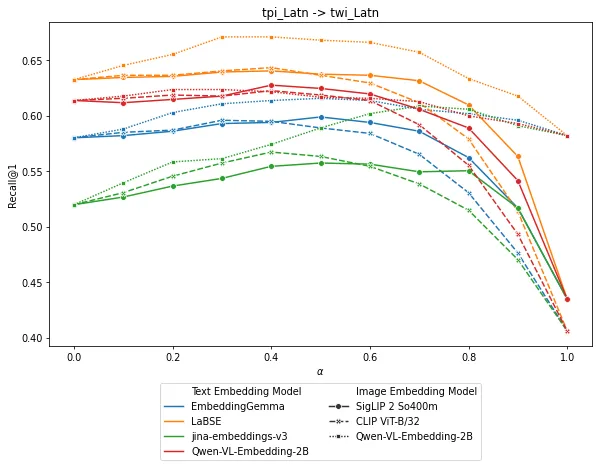 tpi_Latn -> twi_Latn
Recall@1
0.65
0.60
0.55
0.50
0.45
0.40
0.0 0.2 0.4 0.6 0.8 1.0
α
Text Embedding Model Image Embedding Model
EmbeddingGemma SigLIP 2 So400m
LaBSE CLIP ViT-B/32
jina-embeddings-v3 Qwen-VL-Embedding-2B
Qwen-VL-Embedding-2B